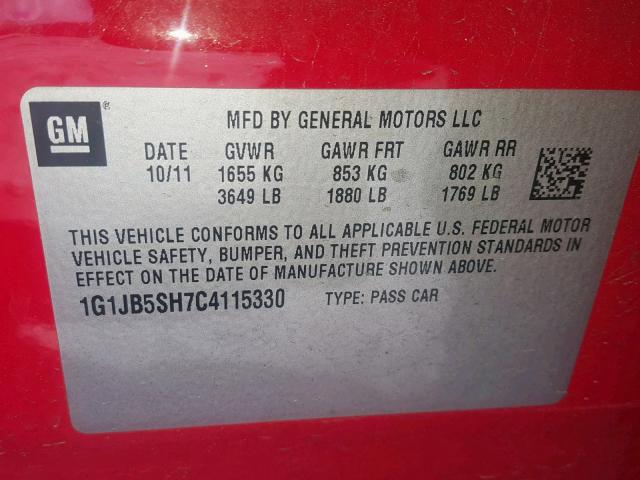 GM ®
MFD BY GENERAL MOTORS LLC
DATE GVWR GAWR FRT GAWR RR
10/11 1655 KG 853 KG 802 KG
3649 LB 1880 LB 1769 LB
THIS VEHICLE CONFORMS TO ALL APPLICABLE U.S. FEDERAL MOTOR
VEHICLE SAFETY, BUMPER, AND THEFT PREVENTION STANDARDS IN
EFFECT ON THE DATE OF MANUFACTURE SHOWN ABOVE.
1G1JB5SH7C4115330 TYPE: PASS CAR